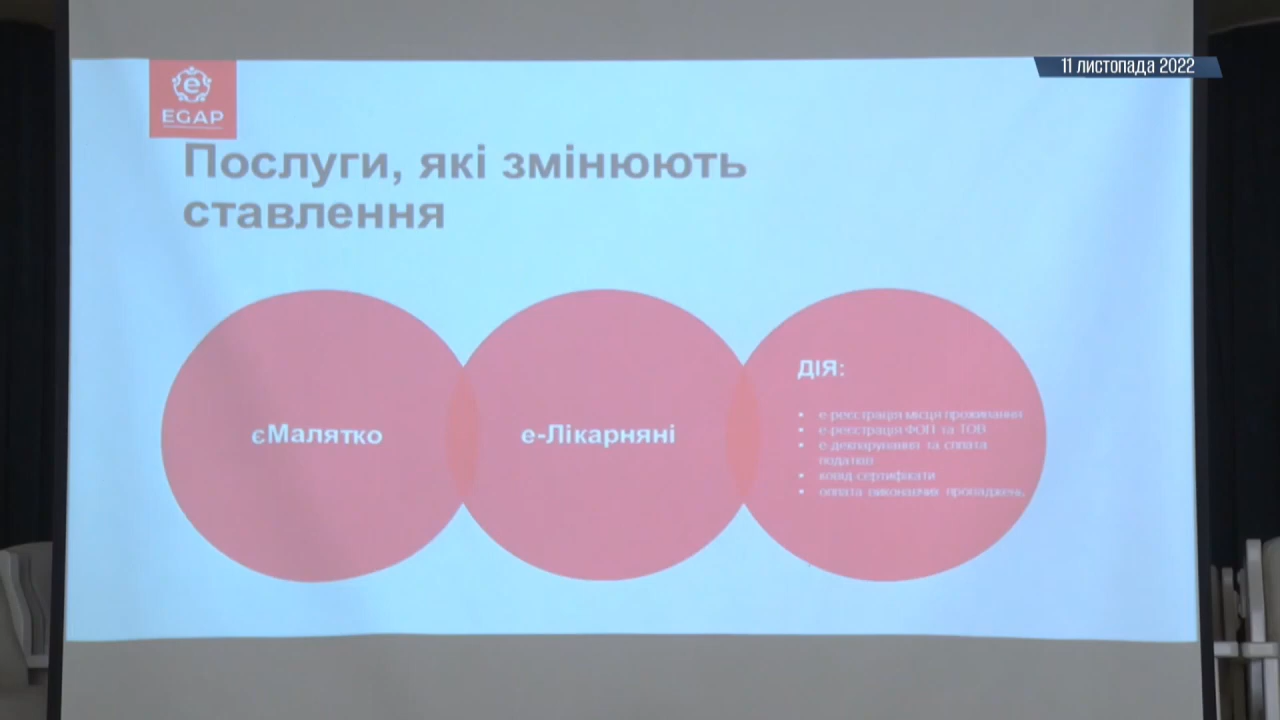 11 листопада 2022
e
EGAP
Послуги, які змінюють
ставлення
єМалятко
е-Лікарняні
ДІЯ:
• е-реєстрація місця проживання
• е-реєстрація ФОП та ТОВ
• е-декларування та сплата
податків
• ковід-сертифікати
• оплата виконавчих проваджень